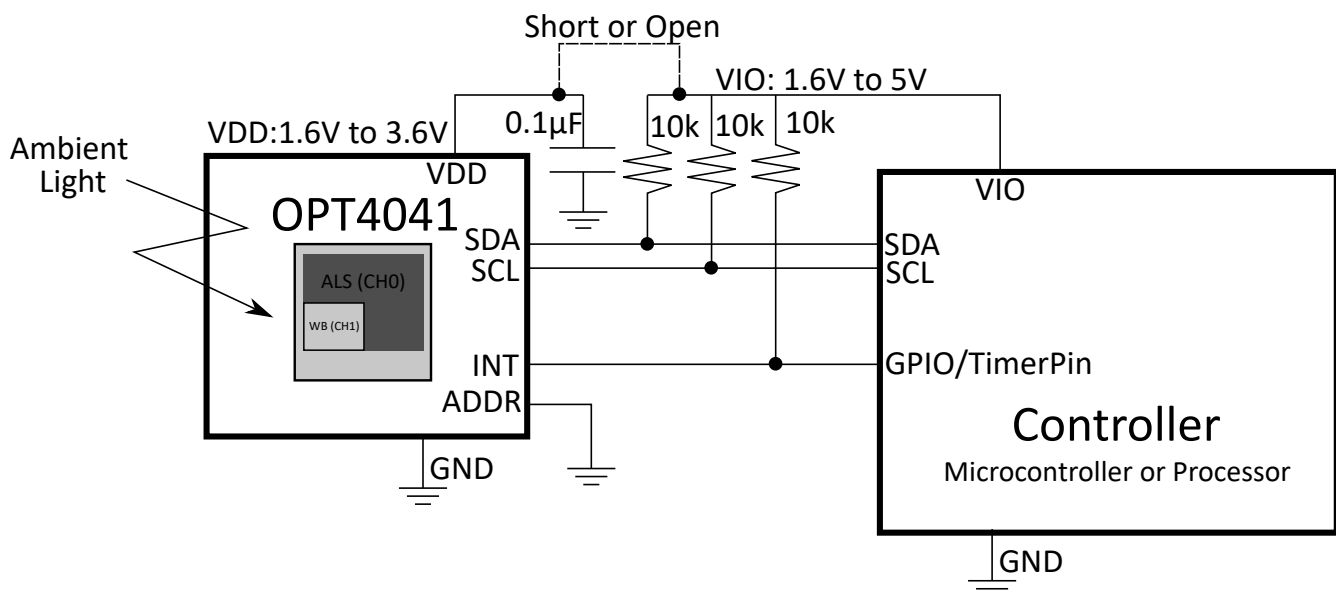 Short or Open
VIO: 1.6V to 5V
0.1µF
10k
10k
10k
VDD:1.6V to 3.6V
Ambient
Light
VDD
OPT4041
SDA
SCL
ALS (CH0)
WB (CH1)
INT
ADDR
GND
VIO
SDA
SCL
GPIO/TimerPin
Controller
Microcontroller or Processor
GND